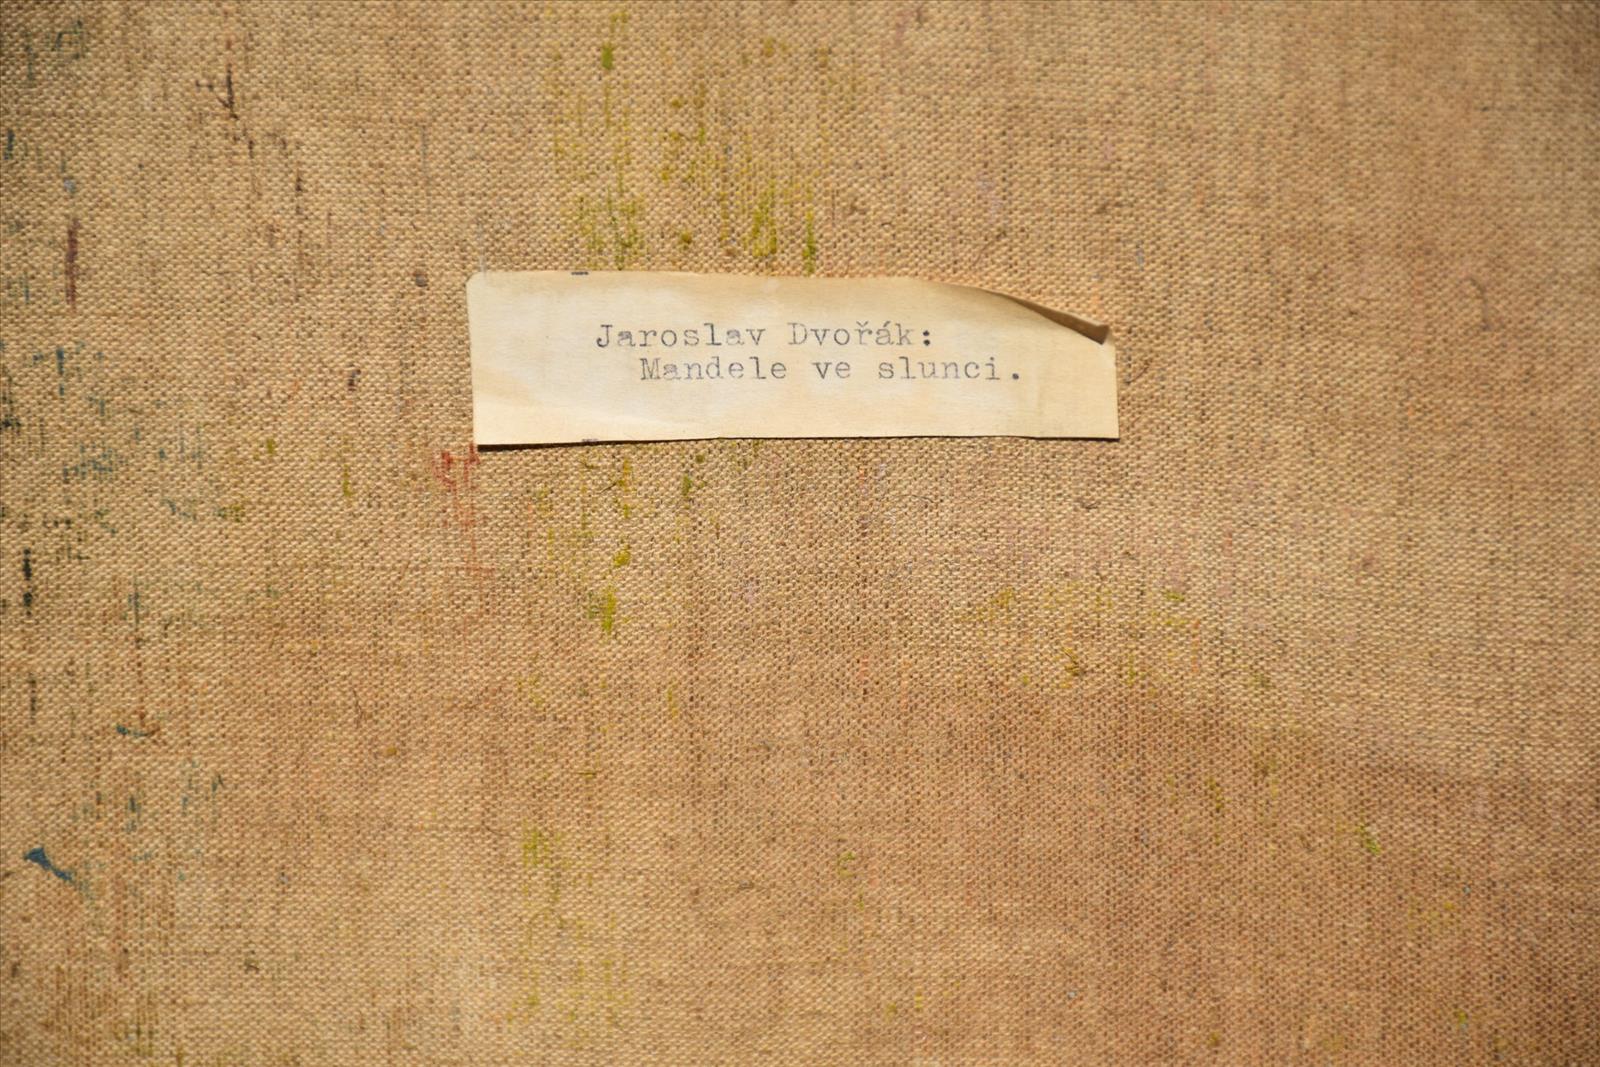 Jaroslav Dvořák:
Mandele ve slunci.